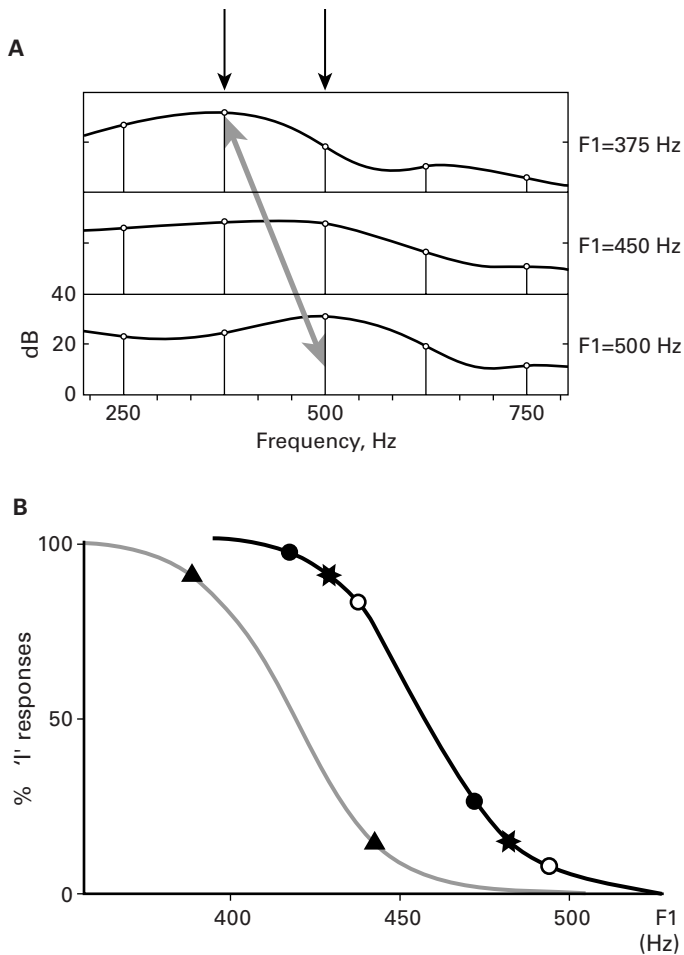 A
F1=375 Hz
F1=450 Hz
40
dB
20
F1=500 Hz
0
250 500 750
Frequency, Hz
B
100
% 'I' responses
50
0
400 450 500 F1
(Hz)